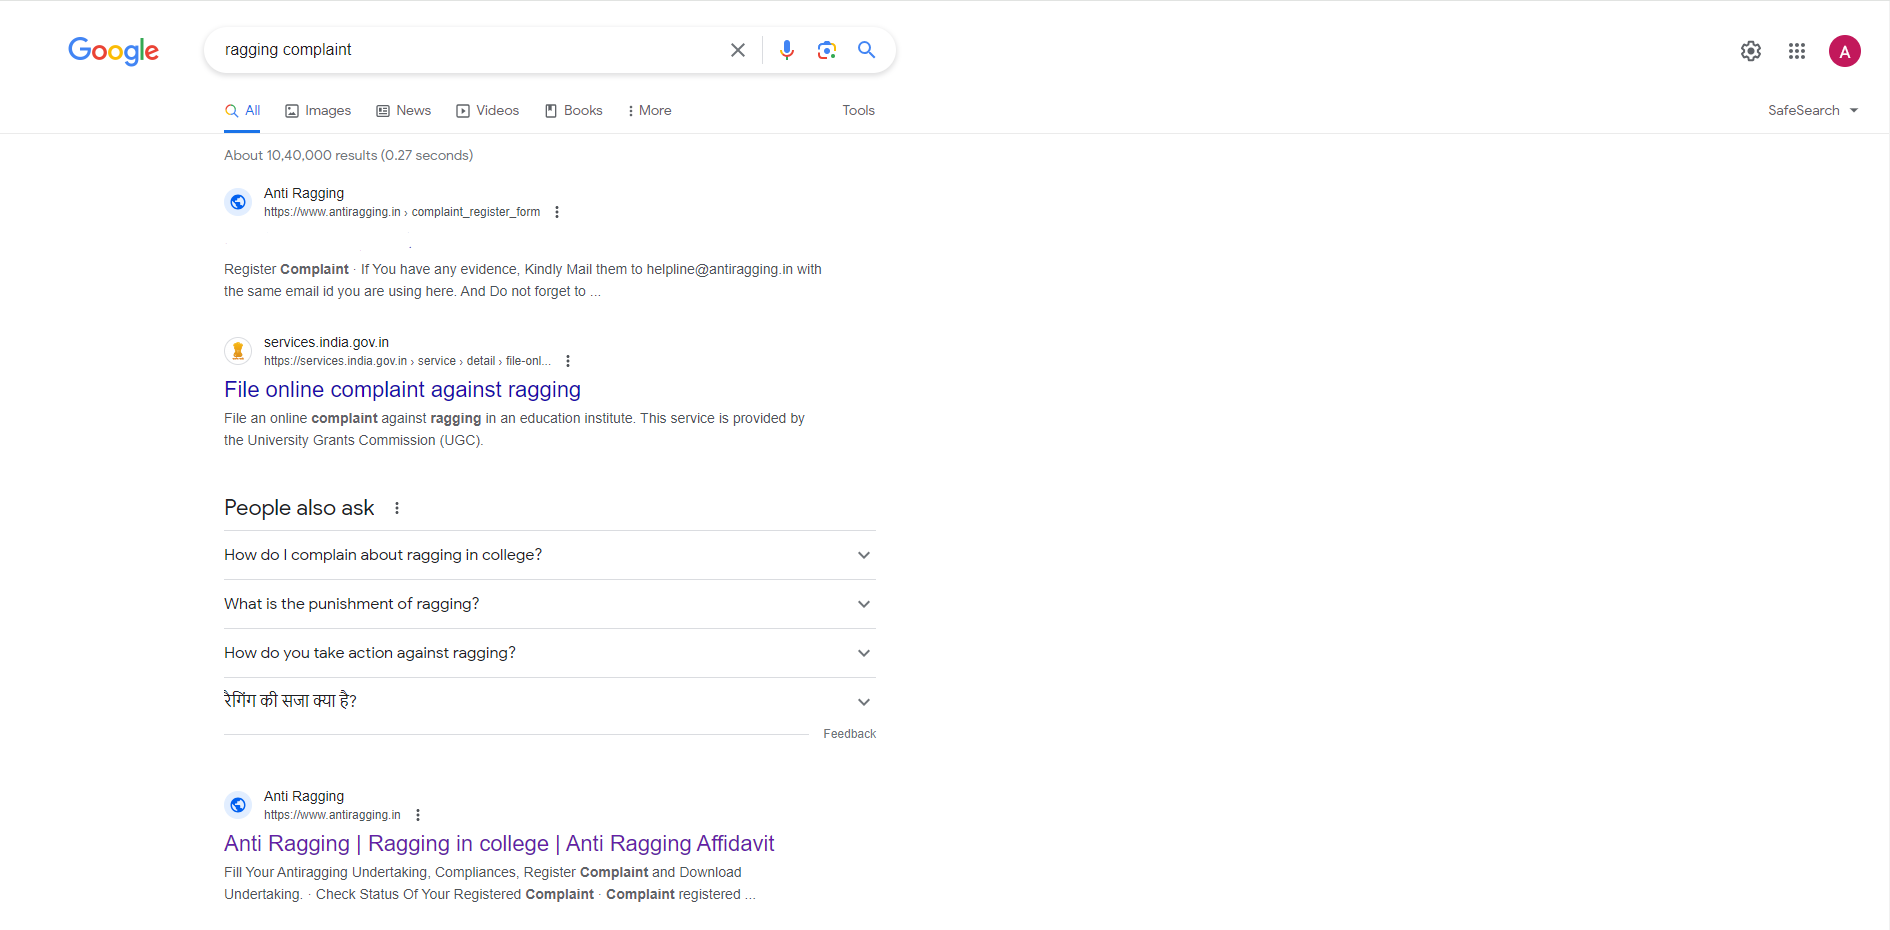 Google
ragging complaint
A
All Images News Videos Books More Tools SafeSearch
About 10,40,000 results (0.27 seconds)
Anti Ragging
https://www.antiragging.in › complaint_register_form
Register Complaint · If You have any evidence, Kindly Mail them to helpline@antiragging.in with
the same email id you are using here. And Do not forget to ...
services.india.gov.in
https://services.india.gov.in › service › detail › file-onl...
File online complaint against ragging
File an online complaint against ragging in an education institute. This service is provided by
the University Grants Commission (UGC).
People also ask
How do I complain about ragging in college?
What is the punishment of ragging?
How do you take action against ragging?
रैगिंग की सजा क्या है?
Feedback
Anti Ragging
https://www.antiragging.in
Anti Ragging | Ragging in college | Anti Ragging Affidavit
Fill Your Antiragging Undertaking, Compliances, Register Complaint and Download
Undertaking. · Check Status Of Your Registered Complaint · Complaint registered ...